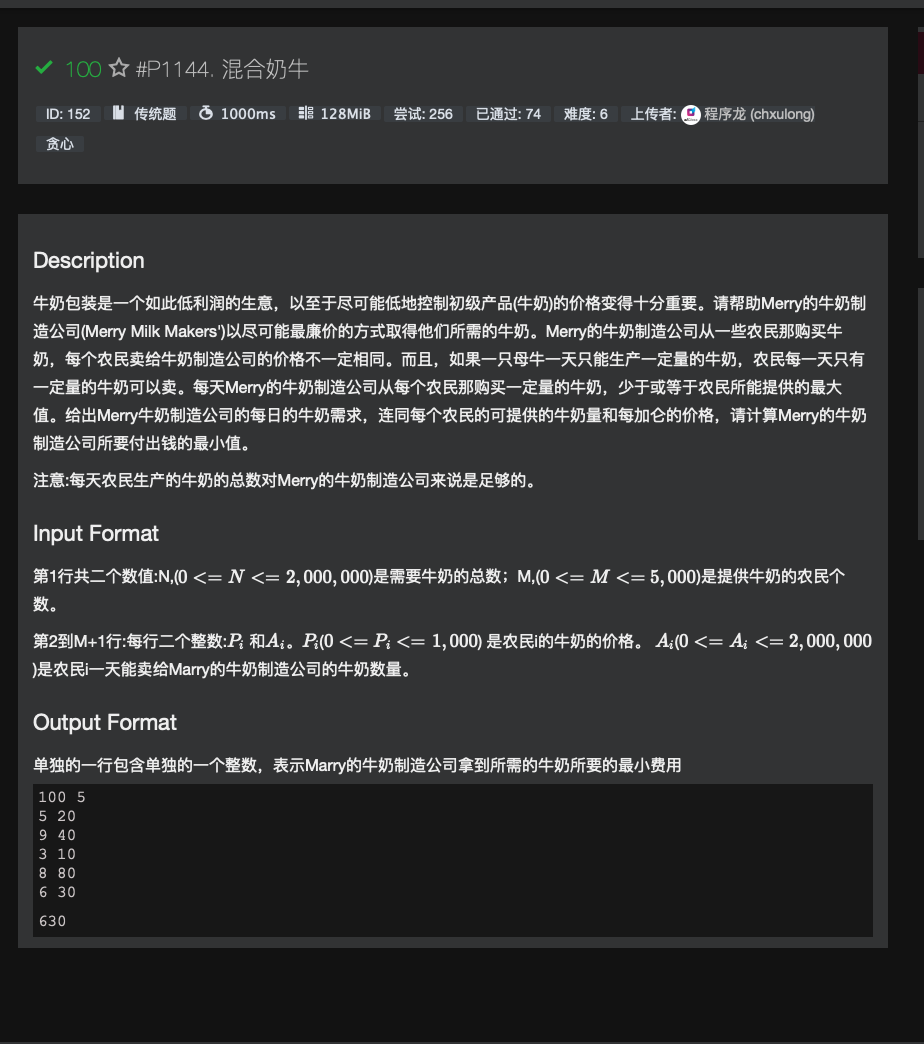 100 #P1144. 混合奶牛
ID: 152 传统题 1000ms 128MiB 尝试: 256 已通过: 74 难度: 6 上传者: 程序龙 (chxulong)
贪心
Description
牛奶包装是一个如此低利润的生意，以至于尽可能低地控制初级产品(牛奶)的价格变得十分重要。请帮助Merry的牛奶制
造公司(Merry Milk Makers')以尽可能最廉价的方式取得他们所需的牛奶。Merry的牛奶制造公司从一些农民那购买牛
奶，每个农民卖给牛奶制造公司的价格不一定相同。而且，如果一只母牛一天只能生产一定量的牛奶，农民每一天只有
一定量的牛奶可以卖。每天Merry的牛奶制造公司从每个农民那购买一定量的牛奶，少于或等于农民所能提供的最大
值。给出Merry牛奶制造公司的每日的牛奶需求，连同每个农民的可提供的牛奶量和每加仑的价格，请计算Merry的牛奶
制造公司所要付出钱的最小值。
注意:每天农民生产的牛奶的总数对Merry的牛奶制造公司来说是足够的。
Input Format
第1行共二个数值:N,(0 <= N <= 2,000,000)是需要牛奶的总数；M,(0 <= M <= 5,000)是提供牛奶的农民个
数。
第2到M+1行:每行二个整数:P_i 和A_i。P_i(0 <= P_i <= 1,000) 是农民i的牛奶的价格。 A_i(0 <= A_i <= 2,000,000
)是农民i一天能卖给Marry的牛奶制造公司的牛奶数量。
Output Format
单独的一行包含单独的一个整数，表示Marry的牛奶制造公司拿到所需的牛奶所要的最小费用
100 5
5 20
9 40
3 10
8 80
6 30
630